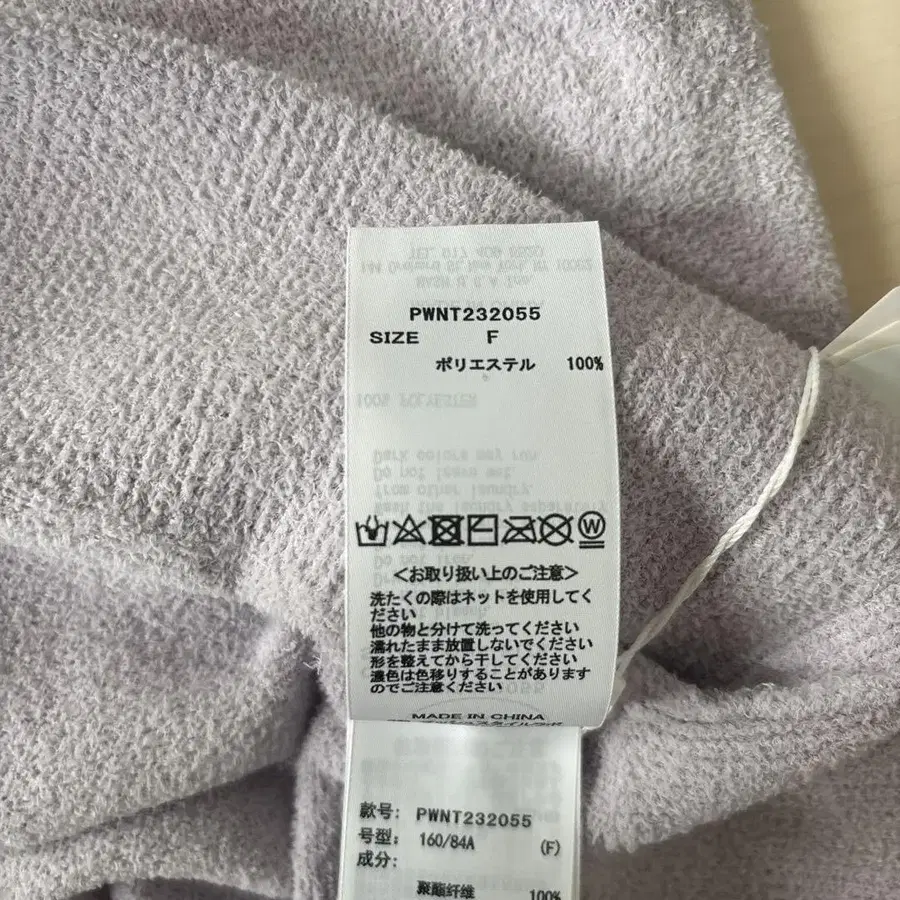 PWNT232055
SIZE F
ポリエステル 100%
W
＜お取り扱い上のご注意＞
洗たくの際はネットを使用してく
ださい
他の物と分けて洗ってください
濡れたまま放置しないでください
形を整えてから干してください
濃色は色移りすることがあります
のでご注意ください
MADE IN CHINA
款号: PWNT232055
号型: 160/84A (F)
成分:
聚酯纤维 100%